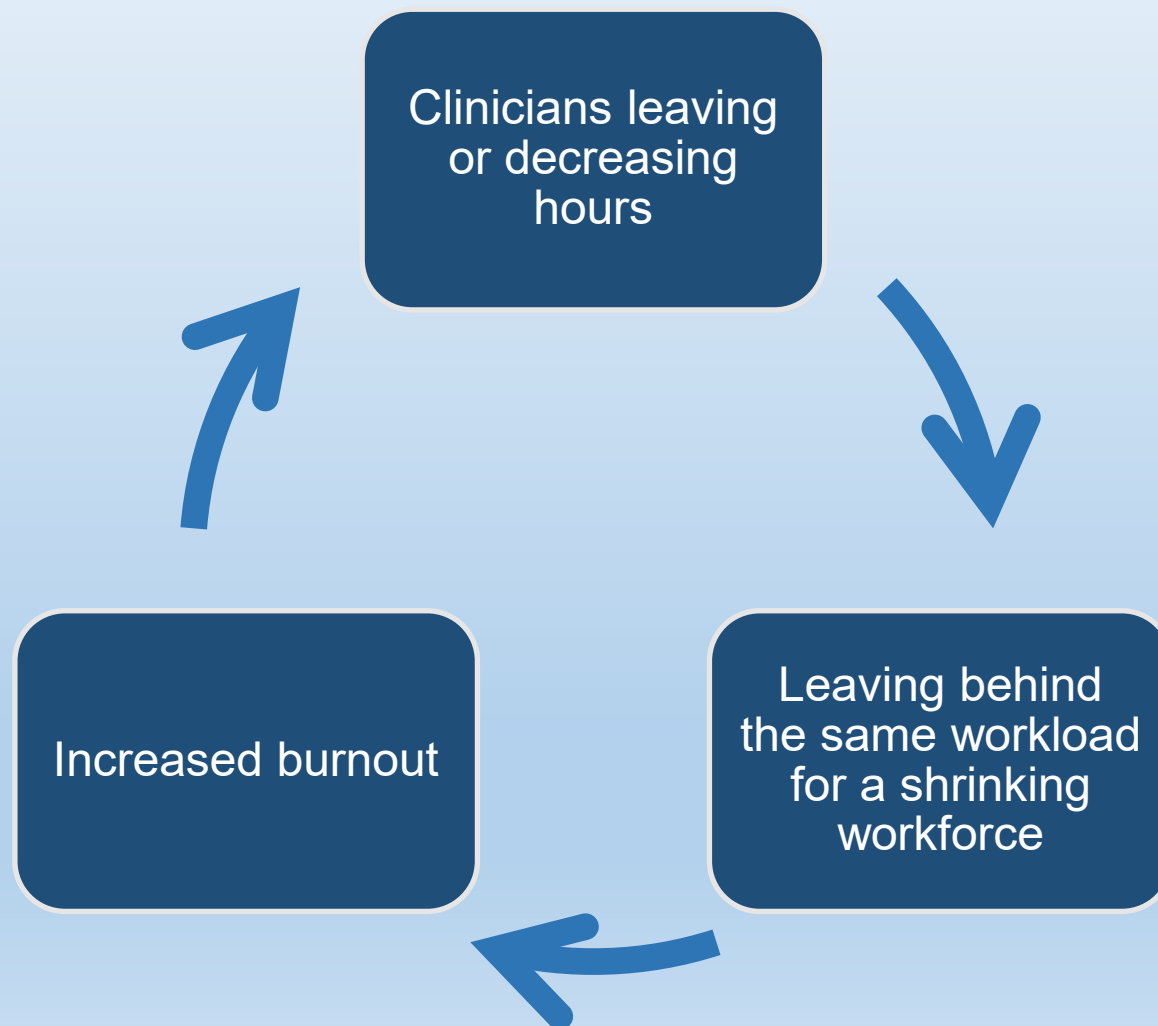 Clinicians leaving
or decreasing
hours
Leaving behind
the same workload
for a shrinking
workforce
Increased burnout